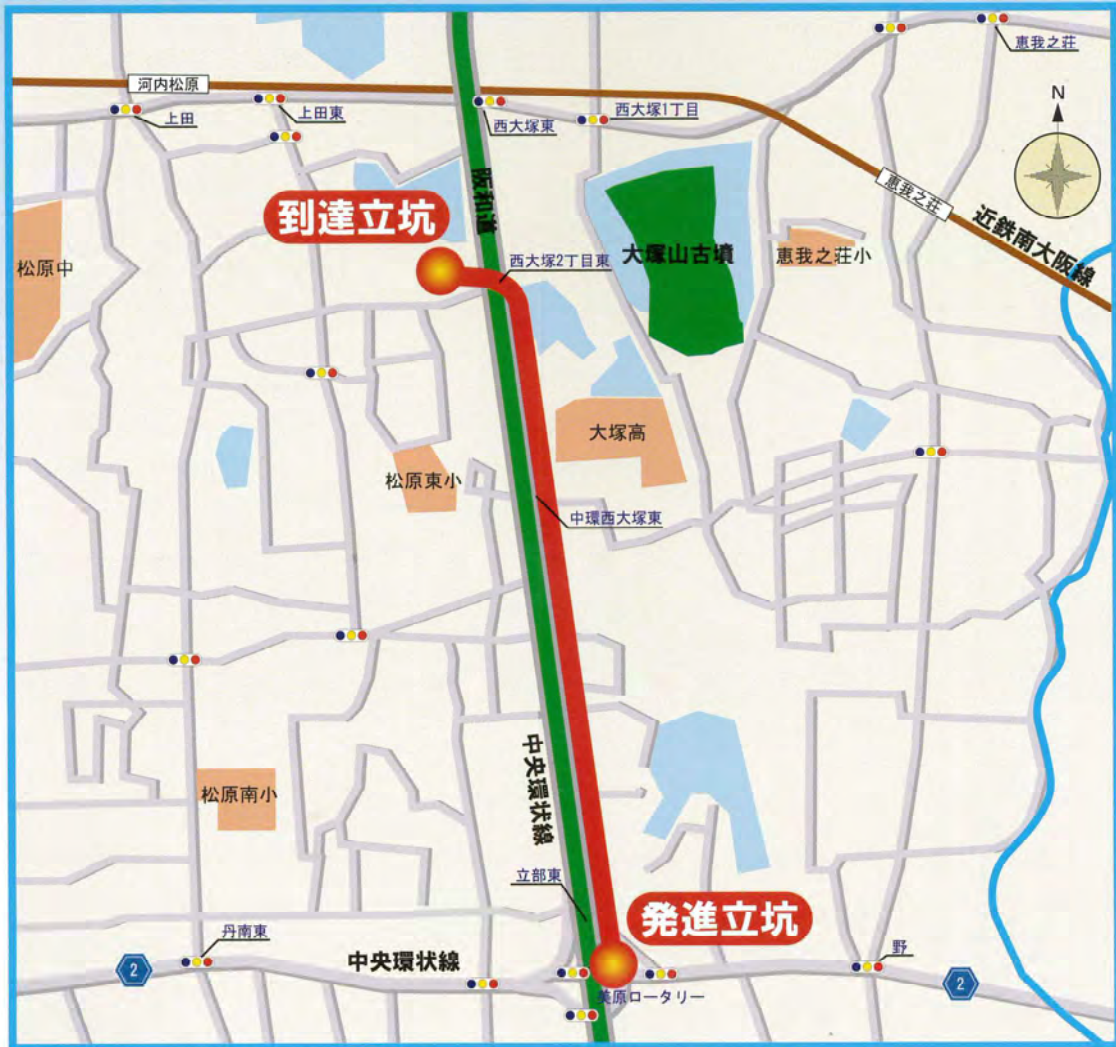 恵我之荘
河内松原
上田
上田東
西大塚東
西大塚1丁目
N
阪和道
恵我之荘
近鉄南大阪線
到達立坑
西大塚2丁目東
大塚山古墳
恵我之荘小
松原中
大塚高
松原東小
中環西大塚東
中央環状線
松原南小
立部東
発進立坑
丹南東
中央環状線
野
2
2
美原ロータリー